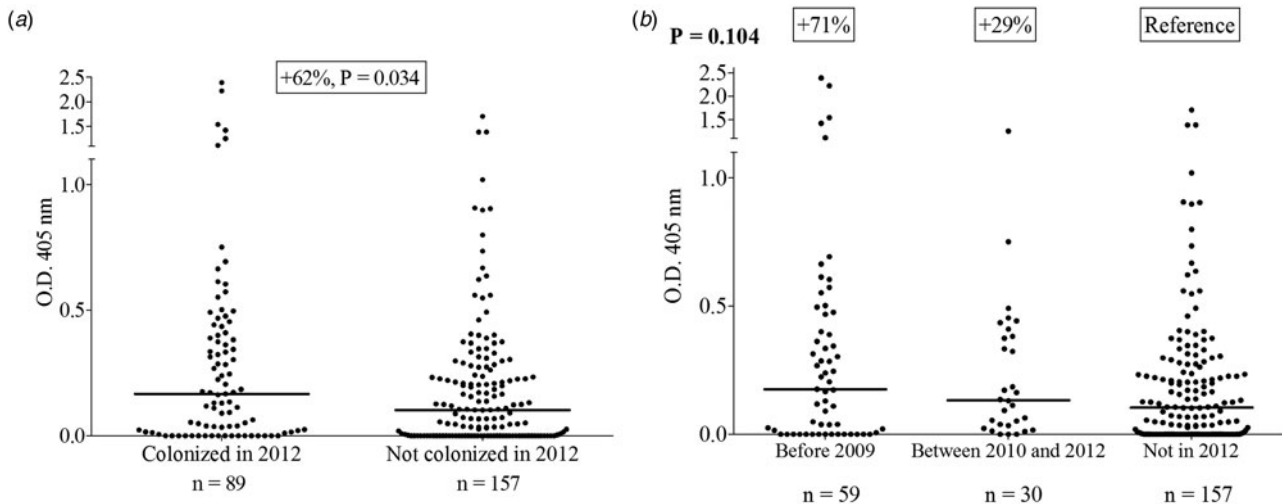 (a)
+62%, P = 0.034
2.5
2.0
1.5
1.0
0.5
0.0
O.D. 405 nm
Colonized in 2012
Not colonized in 2012
n = 89
n = 157
(b)
P = 0.104
+71%
+29%
Reference
2.5
2.0
1.5
1.0
0.5
0.0
O.D. 405 nm
Before 2009
Between 2010 and 2012
Not in 2012
n = 59
n = 30
n = 157